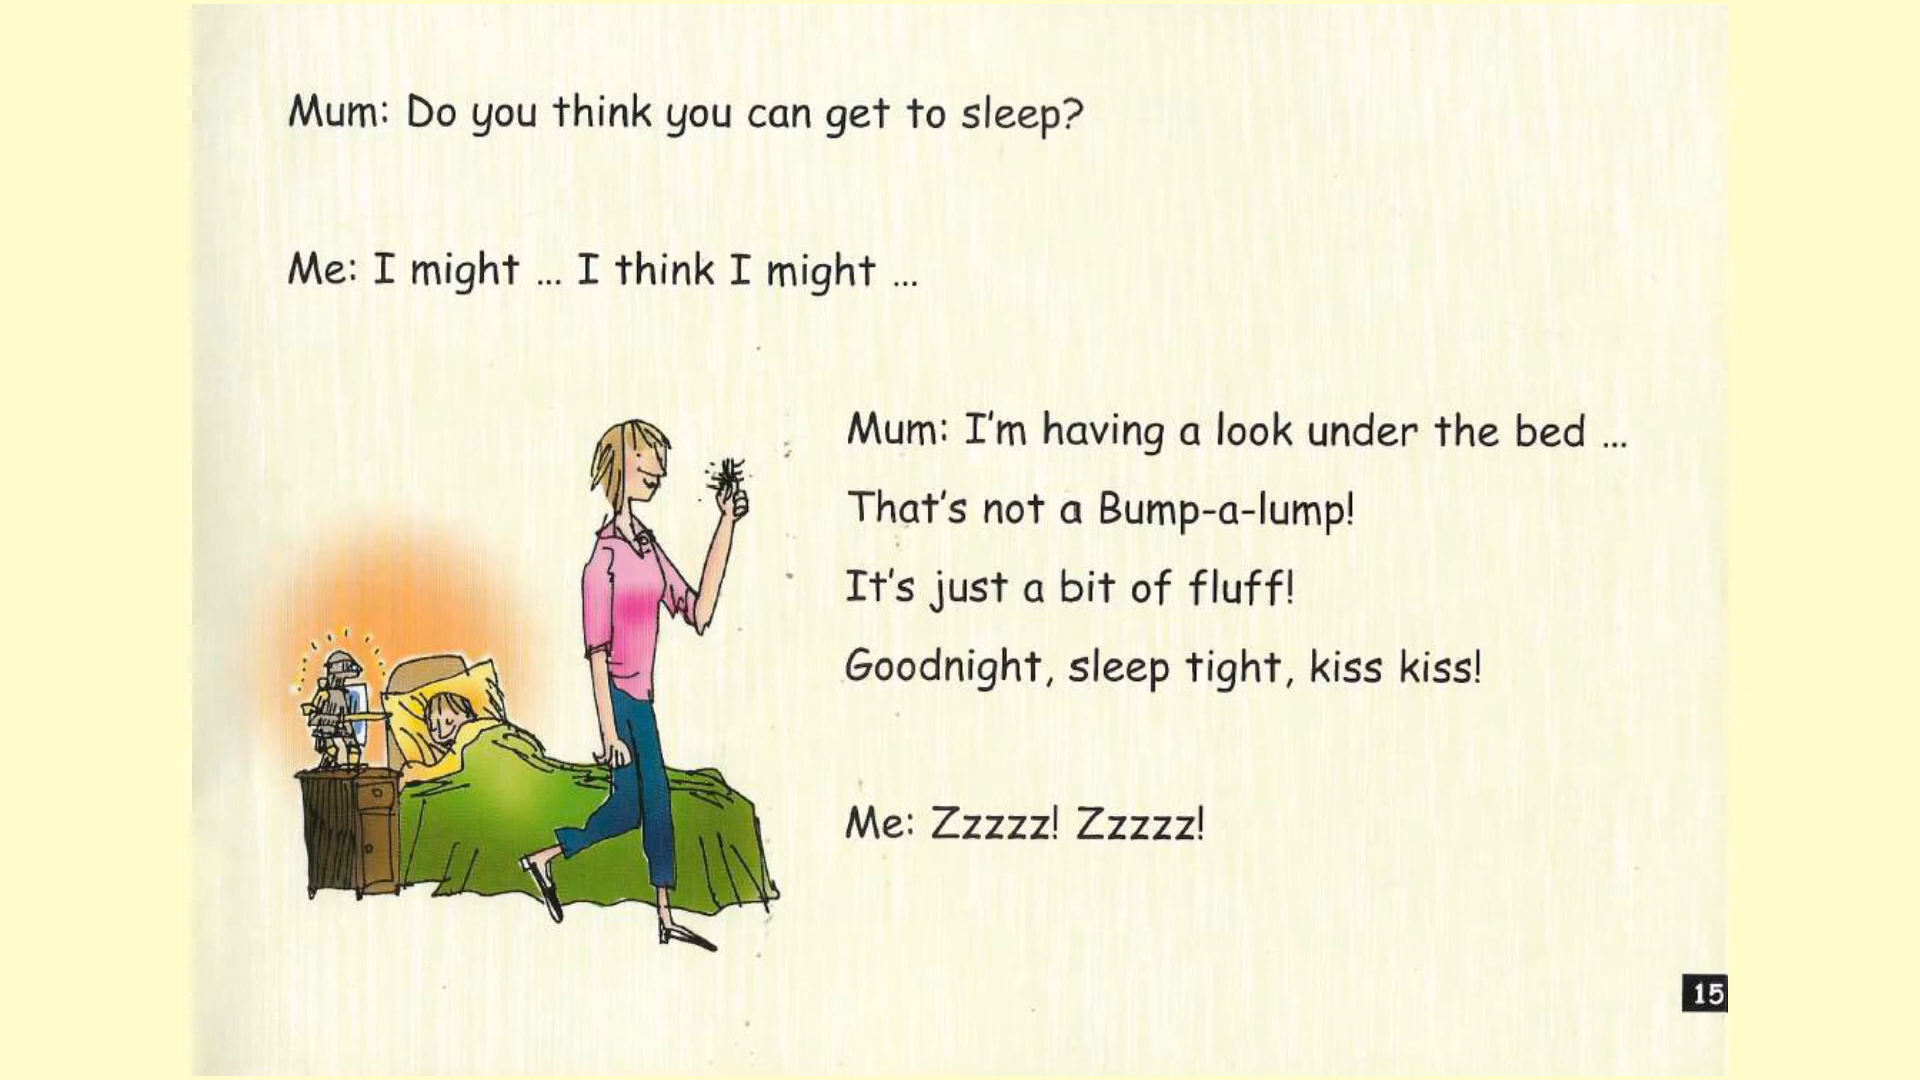 Mum: Do you think you can get to sleep?
Me: I might ... I think I might ...
Mum: I'm having a look under the bed ...
That's not a Bump-a-lump!
It's just a bit of fluff!
Goodnight, sleep tight, kiss kiss!
Me: Zzzzz! Zzzzz!
15